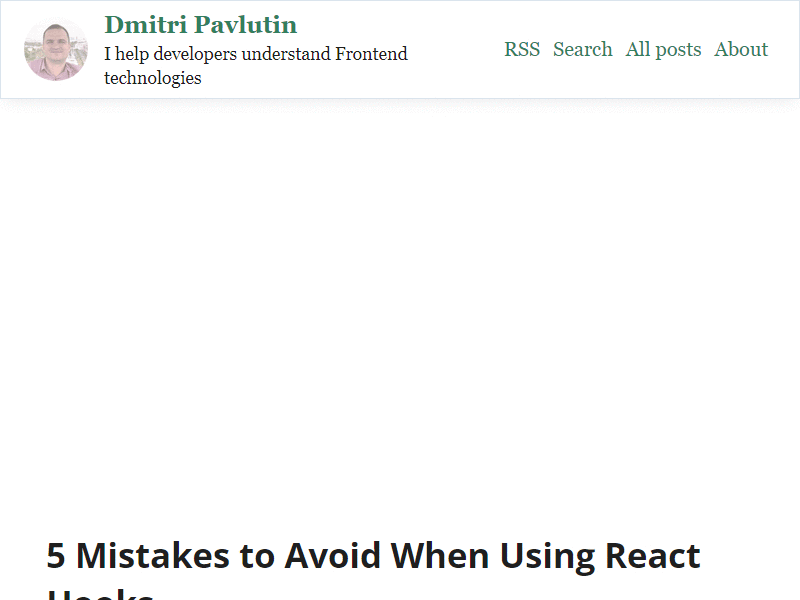 Dmitri Pavlutin
I help developers understand Frontend
technologies
RSS Search All posts About
5 Mistakes to Avoid When Using React
Hooks